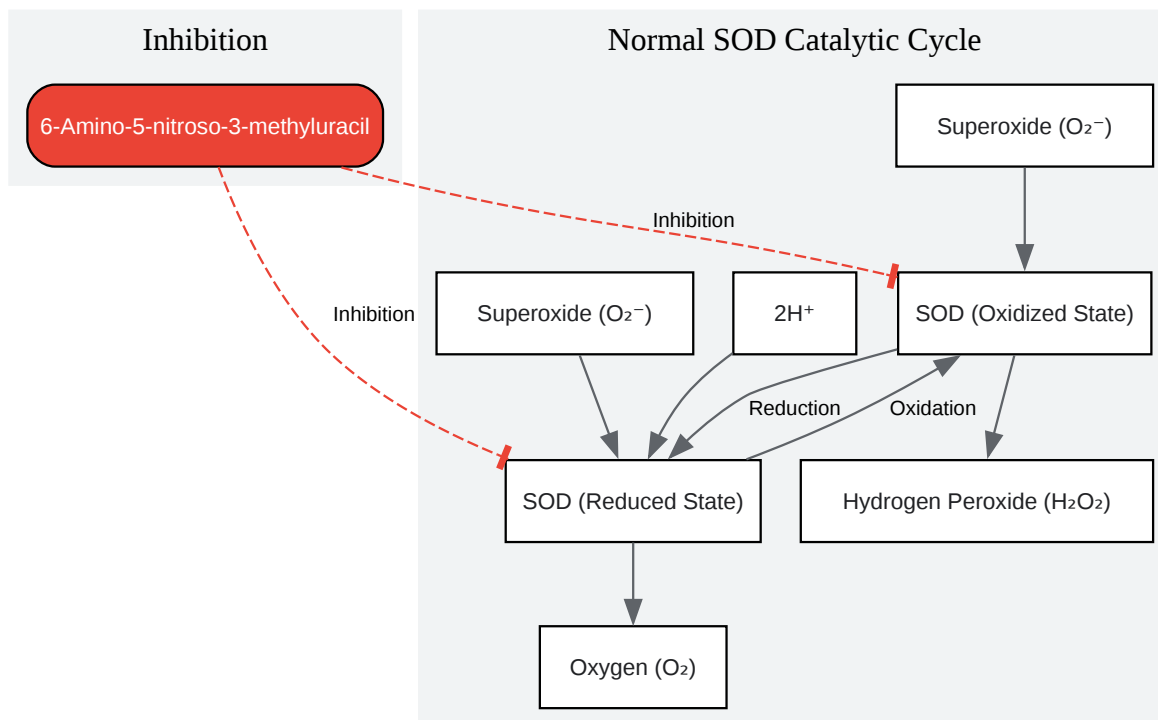 Inhibition
Normal SOD Catalytic Cycle
6-Amino-5-nitroso-3-methyluracil
Superoxide (O₂⁻)
Inhibition
Inhibition
Superoxide (O₂⁻)
2H⁺
SOD (Oxidized State)
Reduction
Oxidation
SOD (Reduced State)
Hydrogen Peroxide (H₂O₂)
Oxygen (O₂)